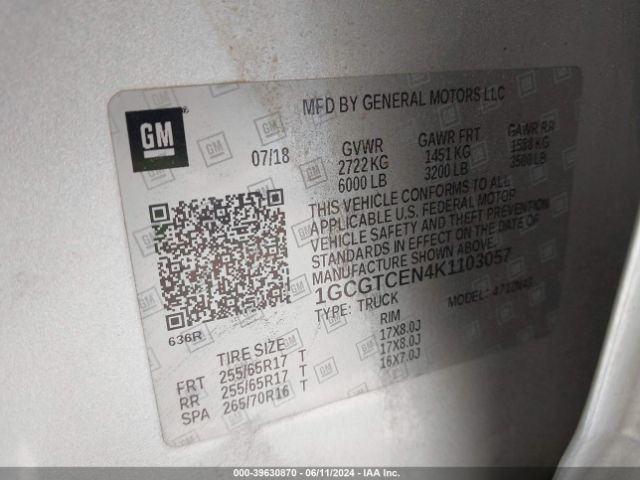 MFD BY GENERAL MOTORS LLC
GM
07/18
GVWR GAWR FRT GAWR RR
2722 KG 1451 KG 1588 KG
6000 LB 3200 LB 3500 LB
THIS VEHICLE CONFORMS TO ALL
APPLICABLE U.S. FEDERAL MOTOR
VEHICLE SAFETY AND THEFT PREVENTION
STANDARDS IN EFFECT ON THE DATE OF
MANUFACTURE SHOWN ABOVE.
1GCGTCEN4K1103057
TYPE: TRUCK MODEL:
636R
TIRE SIZE RIM
FRT 255/65R17 T 17X8.0J
RR 255/65R17 T 17X8.0J
SPA 265/70R16 T 16X7.0J
000-39630870 / 06/11/2024 / IAA Inc.